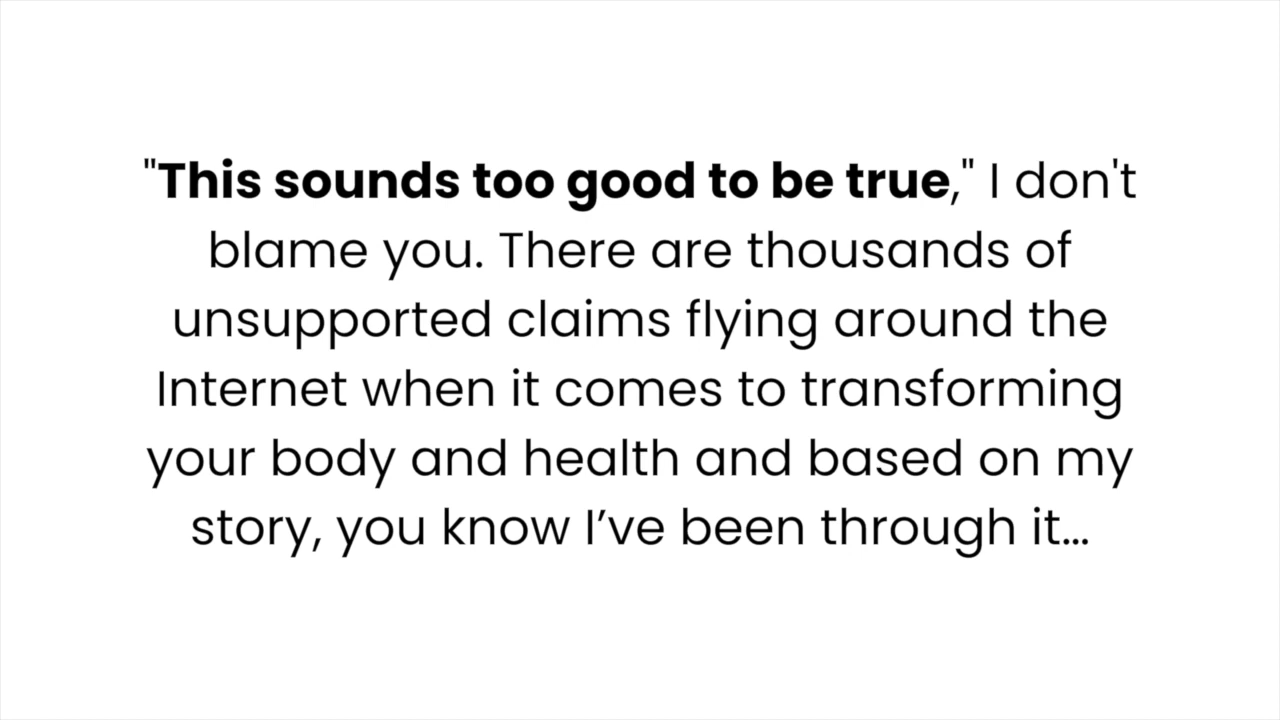 "This sounds too good to be true," I don't
blame you. There are thousands of
unsupported claims flying around the
Internet when it comes to transforming
your body and health and based on my
story, you know I’ve been through it...